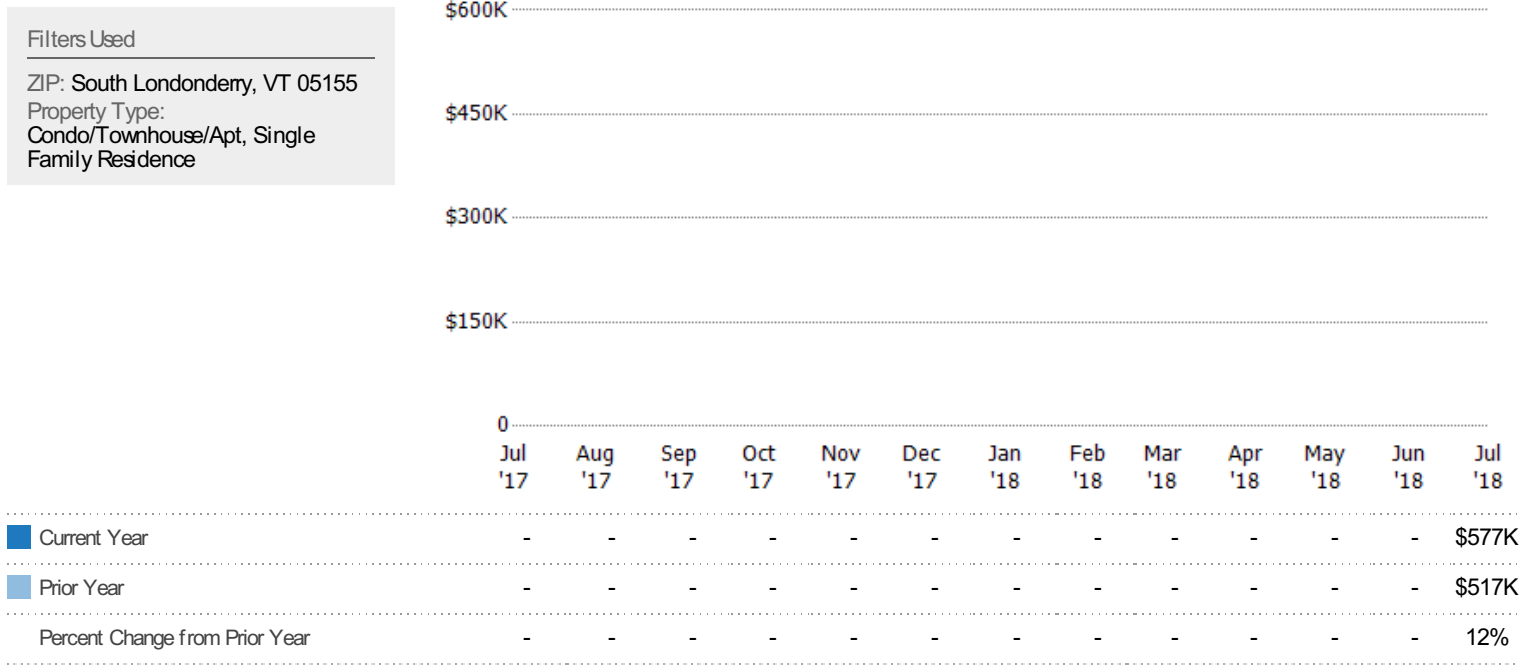 Filters Used
ZIP: South Londonderry, VT 05155
Property Type:
Condo/Townhouse/Apt, Single
Family Residence
$600K
$450K
$300K
$150K
0
Jul Aug Sep Oct Nov Dec Jan Feb Mar Apr May Jun Jul
'17 '17 '17 '17 '17 '17 '18 '18 '18 '18 '18 '18 '18
Current Year - - - - - - - - - - - - $577K
Prior Year - - - - - - - - - - - - $517K
Percent Change from Prior Year - - - - - - - - - - - - 12%